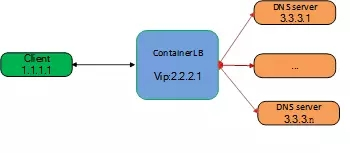 Client
1.1.1.1
ContainerLB
Vip:2.2.2.1
DNS server
3.3.3.1
...
DNS server
3.3.3.n